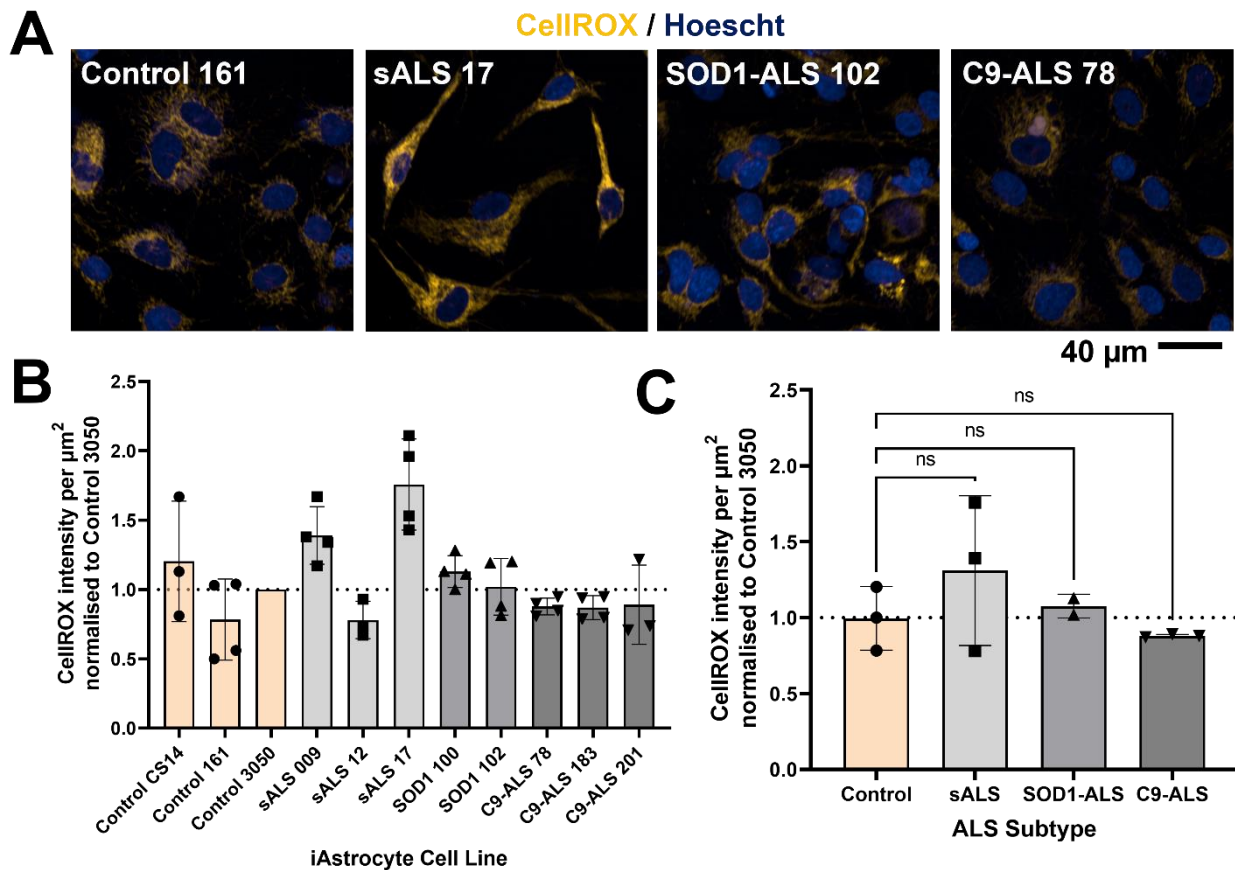 A
CellROX / Hoescht
Control 161
sALS 17
SOD1-ALS 102
C9-ALS 78
40 µm
B
CellROX intensity per µm²
normalised to Control 3050
2.5
2.0
1.5
1.0
0.5
0.0
Control CS14
Control 161
Control 3050
sALS 009
sALS 12
sALS 17
SOD1 100
SOD1 102
C9-ALS 78
C9-ALS 183
C9-ALS 201
iAstrocyte Cell Line
C
CellROX intensity per µm²
normalised to Control 3050
2.5
2.0
1.5
1.0
0.5
0.0
ns
ns
ns
Control
sALS
SOD1-ALS
C9-ALS
ALS Subtype